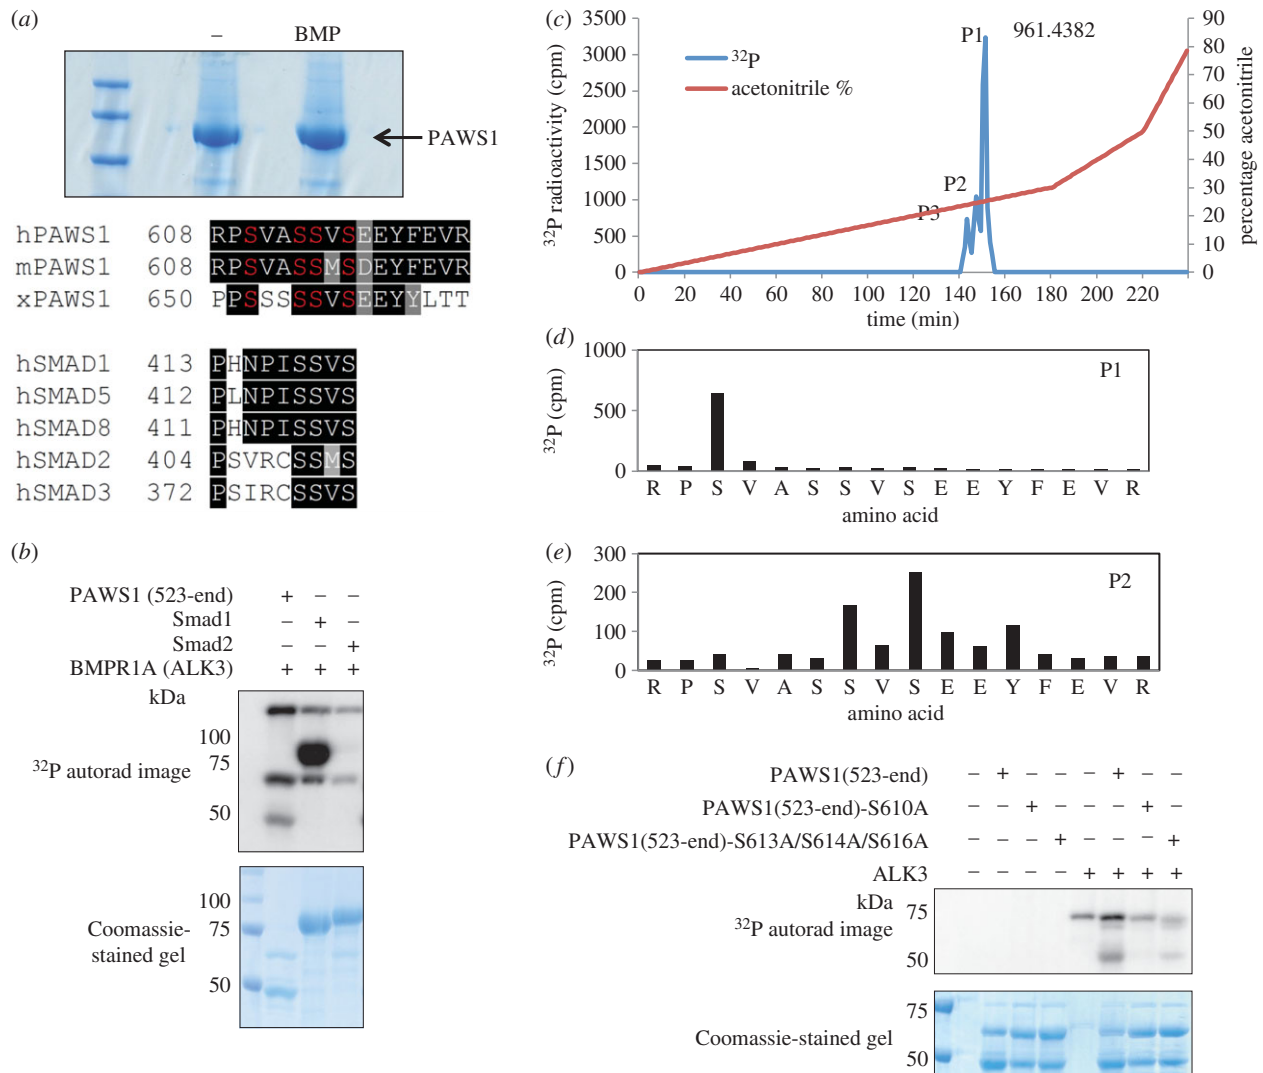 (a)
– BMP
PAWS1
hPAWS1 608 RPSVASSVSEEYFEVR
mPAWS1 608 RPSVASSMSDEYFEVR
xPAWS1 650 PPSSSSSVSEEYYLTT
hSMAD1 413 PHNPISSVS
hSMAD5 412 PLNPISSVS
hSMAD8 411 PHNPISSVS
hSMAD2 404 PSVRCSSMS
hSMAD3 372 PSIRCSSVS
(b)
PAWS1 (523-end) + – –
Smad1 – + –
Smad2 – – +
BMPR1A (ALK3) + + +
kDa
100
75
50
32P autorad image
100
75
50
Coomassie-
stained gel
(c)
3500
3000
2500
2000
1500
1000
500
0
32P radioactivity (cpm)
32P
acetonitrile %
P1
961.4382
P2
P3
90
80
70
60
50
40
30
20
10
0
percentage acetonitrile
0 20 40 60 80 100 120 140 160 180 200 220
time (min)
(d)
1000
500
0
32P (cpm)
P1
R P S V A S S V S E E Y F E V R
amino acid
(e)
300
200
100
0
32P (cpm)
P2
R P S V A S S V S E E Y F E V R
amino acid
(f)
PAWS1(523-end) – + – – – + – –
PAWS1(523-end)-S610A – – + – – – + –
PAWS1(523-end)-S613A/S614A/S616A – – – + – – – +
ALK3 – – – – + + + +
kDa
75
50
32P autorad image
75
50
Coomassie-stained gel